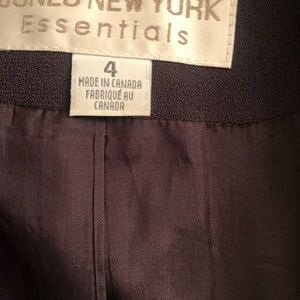 JONES NEW YORK
Essentials
4
MADE IN CANADA
FABRIQUÉ AU
CANADA